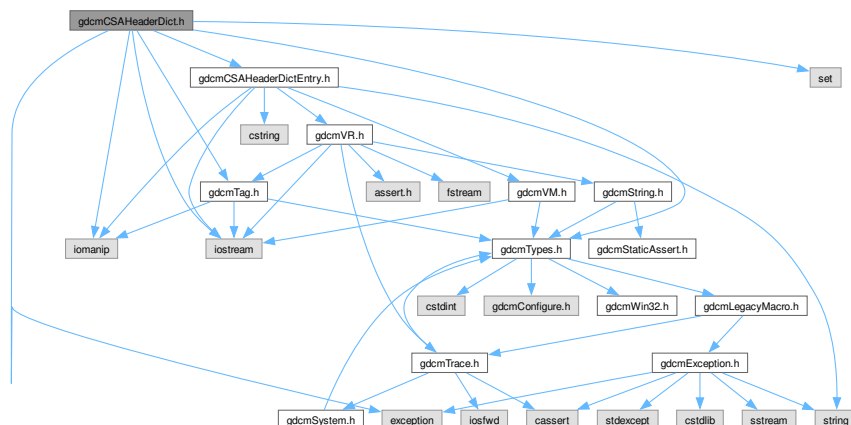 gdcmCSAHeaderDict.h
gdcmCSAHeaderDictEntry.h
set
cstring
gdcmVR.h
gdcmTag.h
assert.h
fstream
gdcmVM.h
gdcmString.h
iomanip
iostream
gdcmTypes.h
gdcmStaticAssert.h
cstdint
gdcmConfigure.h
gdcmWin32.h
gdcmLegacyMacro.h
gdcmTrace.h
gdcmException.h
gdcmSystem.h
exception
iosfwd
cassert
stdexcept
cstdlib
sstream
string